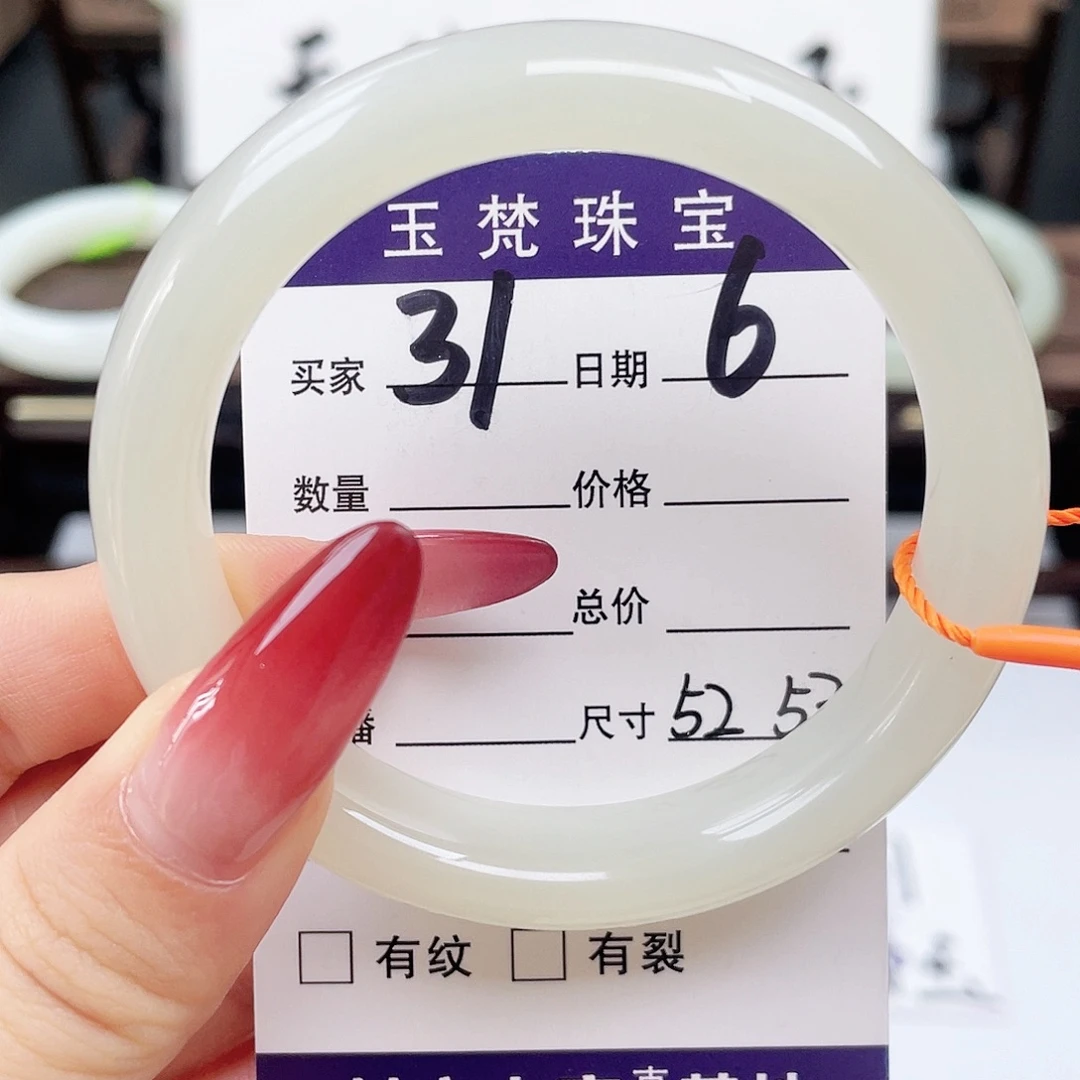 玉梵珠宝
买家 31 日期 6
数量 价格
总价
尺寸 52 53
有纹 有裂